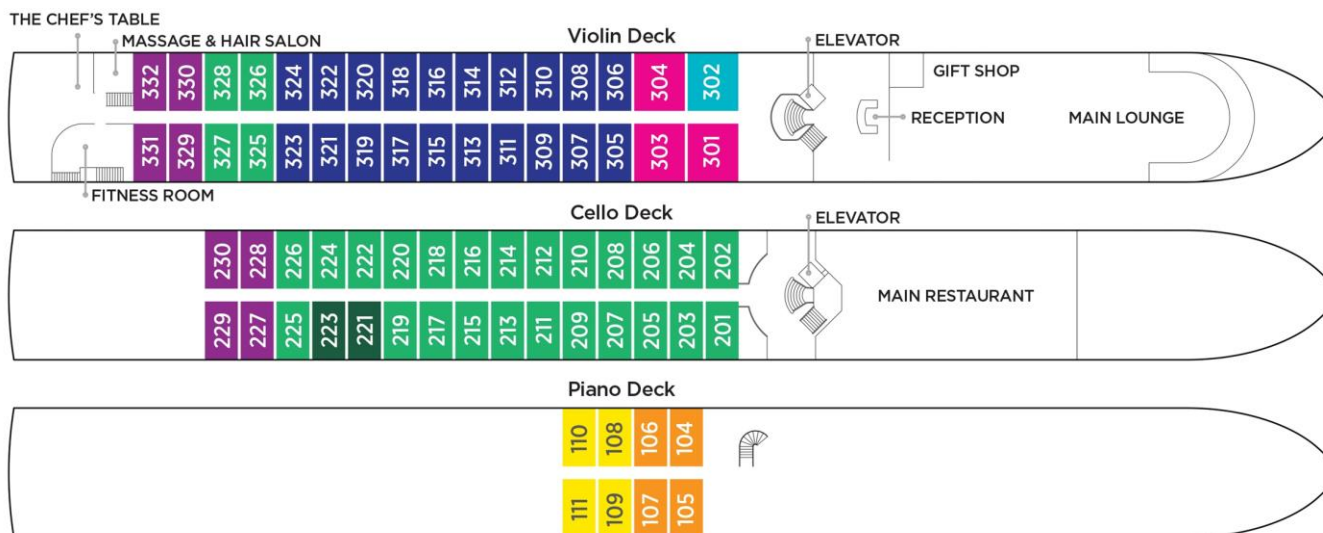 THE CHEF'S TABLE
MASSAGE & HAIR SALON
Violin Deck
ELEVATOR
332 330 328 326 324 322 320 318 316 314 312 310 308 306 304 302
GIFT SHOP
RECEPTION
MAIN LOUNGE
331 329 327 325 323 321 319 317 315 313 311 309 307 305 303 301
FITNESS ROOM
Cello Deck
ELEVATOR
230 228 226 224 222 220 218 216 214 212 210 208 206 204 202
MAIN RESTAURANT
229 227 225 223 221 219 217 215 213 211 209 207 205 203 201
Piano Deck
110 108 106 104
111 109 107 105